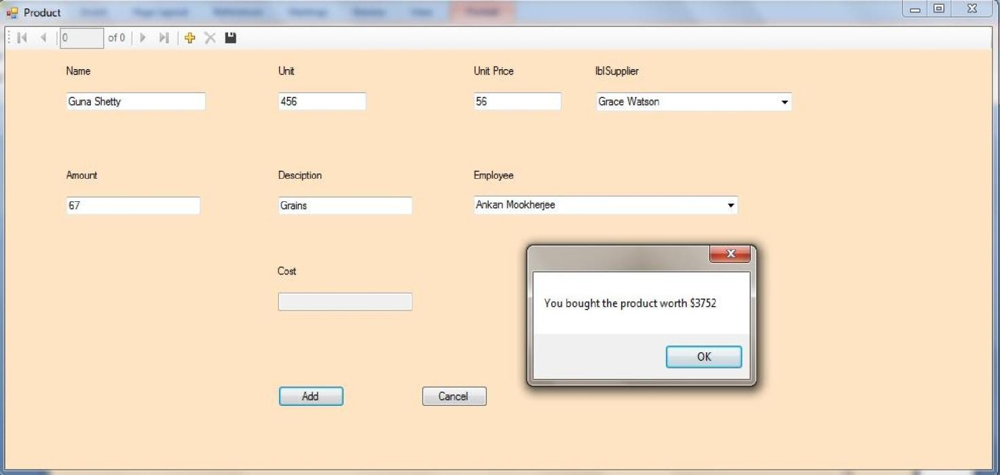 Product
0 of 0
Name Unit Unit Price lblSupplier
Guna Shetty 456 56 Grace Watson
Amount Desciption Employee
67 Grains Ankan Mookherjee
Cost
You bought the product worth $3752
OK
Add Cancel